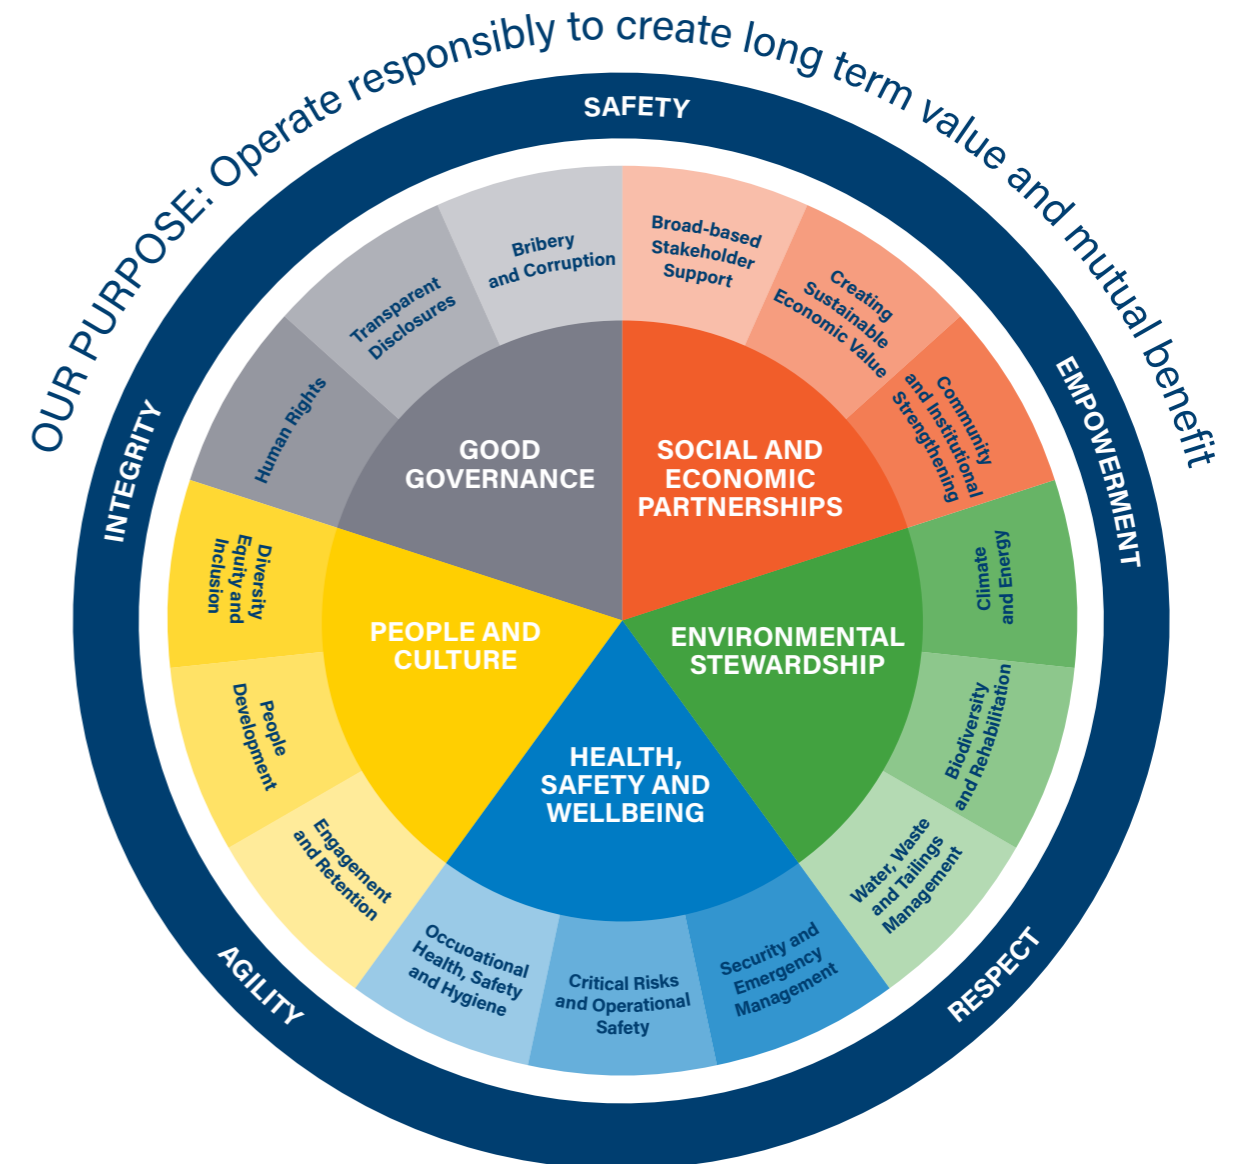 OUR PURPOSE: Operate responsibly to create long term value and mutual benefit
SAFETY
EMPOWERMENT
RESPECT
AGILITY
INTEGRITY
SOCIAL AND
ECONOMIC
PARTNERSHIPS
Broad-based
Stakeholder
Support
Creating
Sustainable
Economic Value
Community
and Institutional
Strengthening
ENVIRONMENTAL
STEWARDSHIP
Climate
and Energy
Biodiversity
and Rehabilitation
Water, Waste
and Tailings
Management
HEALTH,
SAFETY AND
WELLBEING
Security and
Emergency
Management
Critical Risks
and Operational
Safety
Occuoational
Health, Safety
and Hygiene
PEOPLE AND
CULTURE
Engagement
and Retention
People
Development
Diversity
Equity and
Inclusion
GOOD
GOVERNANCE
Human Rights
Transparent
Disclosures
Bribery
and Corruption